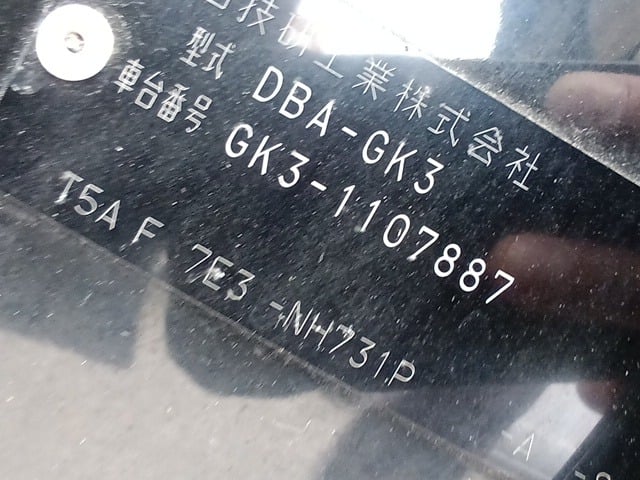 技研工業株式会社
型式 DBA-GK3
車台番号 GK3-1107887
T5A F 7E3 -NH731P
-A